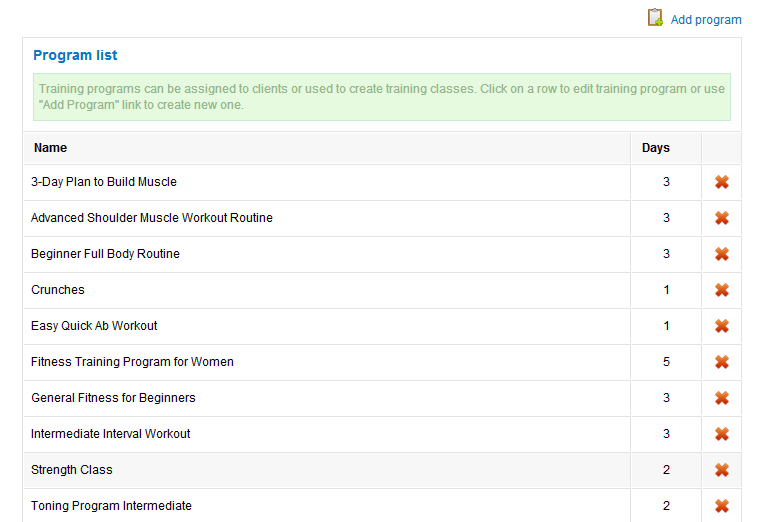 Add program
Program list
Training programs can be assigned to clients or used to create training classes. Click on a row to edit training program or use
"Add Program" link to create new one.
Name Days
3-Day Plan to Build Muscle 3
Advanced Shoulder Muscle Workout Routine 3
Beginner Full Body Routine 3
Crunches 1
Easy Quick Ab Workout 1
Fitness Training Program for Women 5
General Fitness for Beginners 3
Intermediate Interval Workout 3
Strength Class 2
Toning Program Intermediate 2